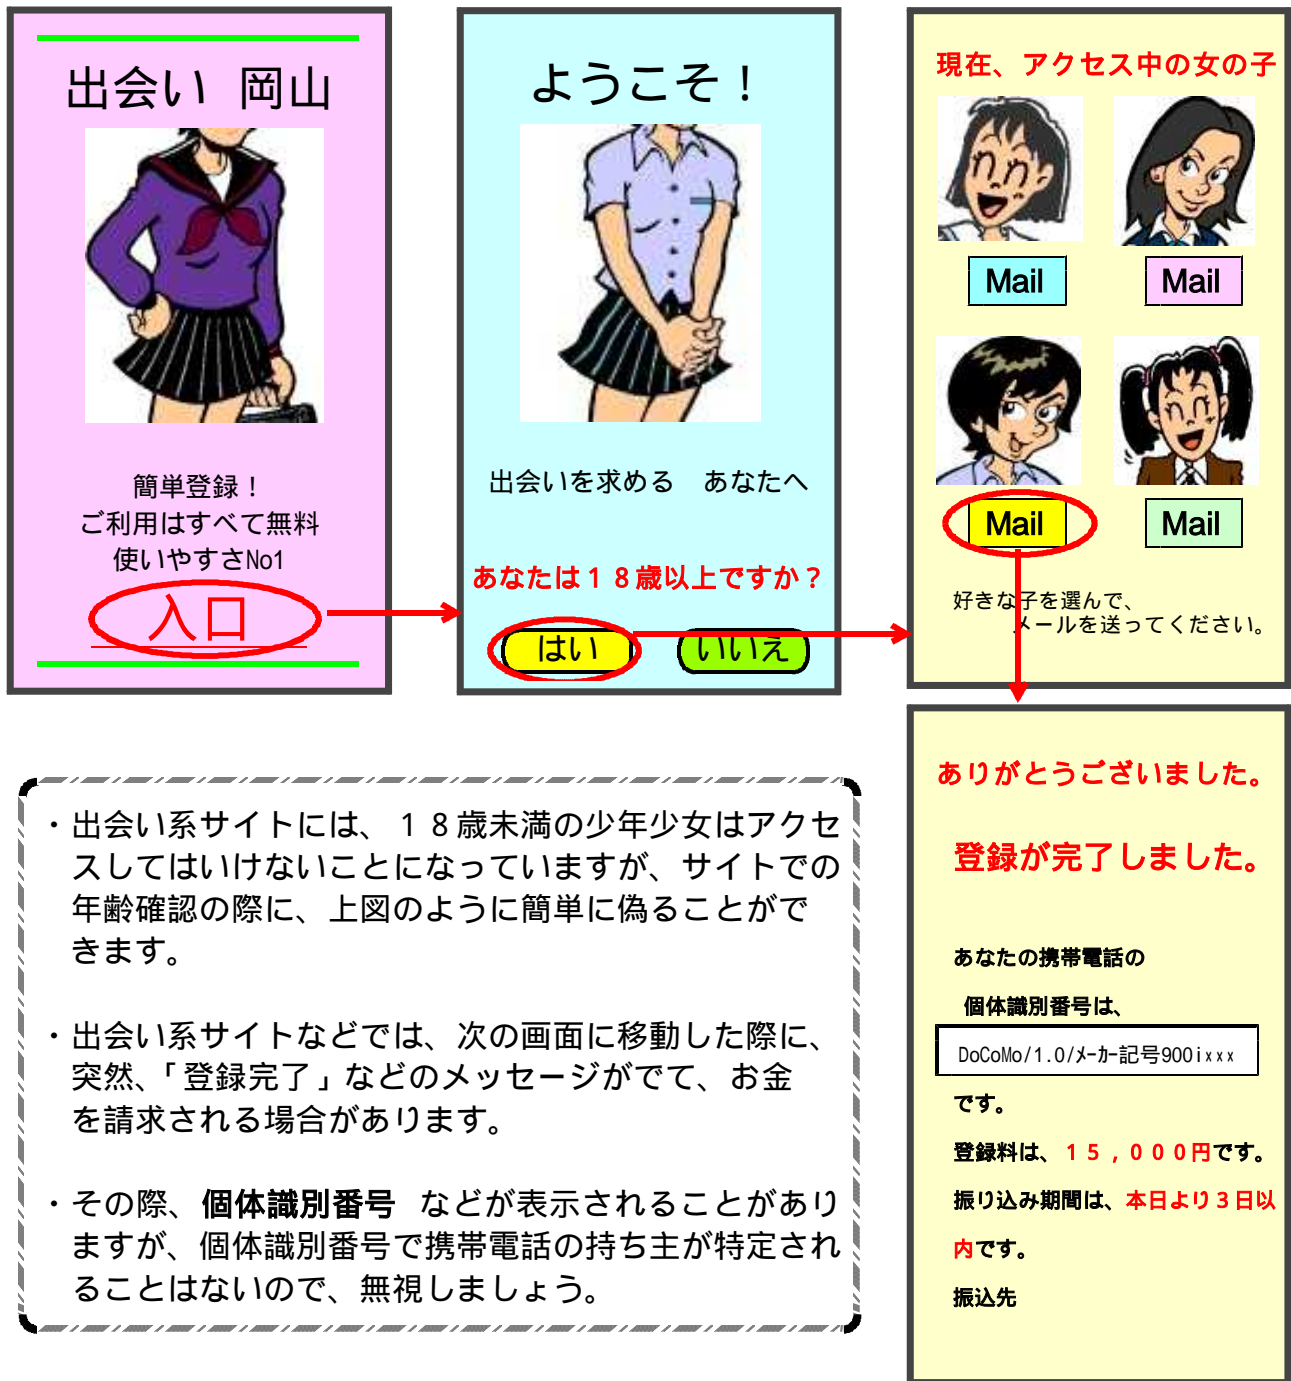 出会い 岡山
簡単登録！
ご利用はすべて無料
使いやすさNo1
入口
ようこそ！
出会いを求める　あなたへ
あなたは１８歳以上ですか？
はい
いいえ
現在、アクセス中の女の子
Mail
Mail
Mail
Mail
好きな子を選んで、
メールを送ってください。
ありがとうございました。
登録が完了しました。
あなたの携帯電話の
個体識別番号は、
DoCoMo/1.0/ﾒｰｶｰ記号900ixxx
です。
登録料は、１５，０００円です。
振り込み期間は、本日より３日以
内です。
振込先
・出会い系サイトには、１８歳未満の少年少女はアクセ
スしてはいけないことになっていますが、サイトでの
年齢確認の際に、上図のように簡単に偽ることがで
きます。
・出会い系サイトなどでは、次の画面に移動した際に、
突然、「登録完了」などのメッセージがでて、お金
を請求される場合があります。
・その際、個体識別番号 などが表示されることがあり
ますが、個体識別番号で携帯電話の持ち主が特定され
ることはないので、無視しましょう。